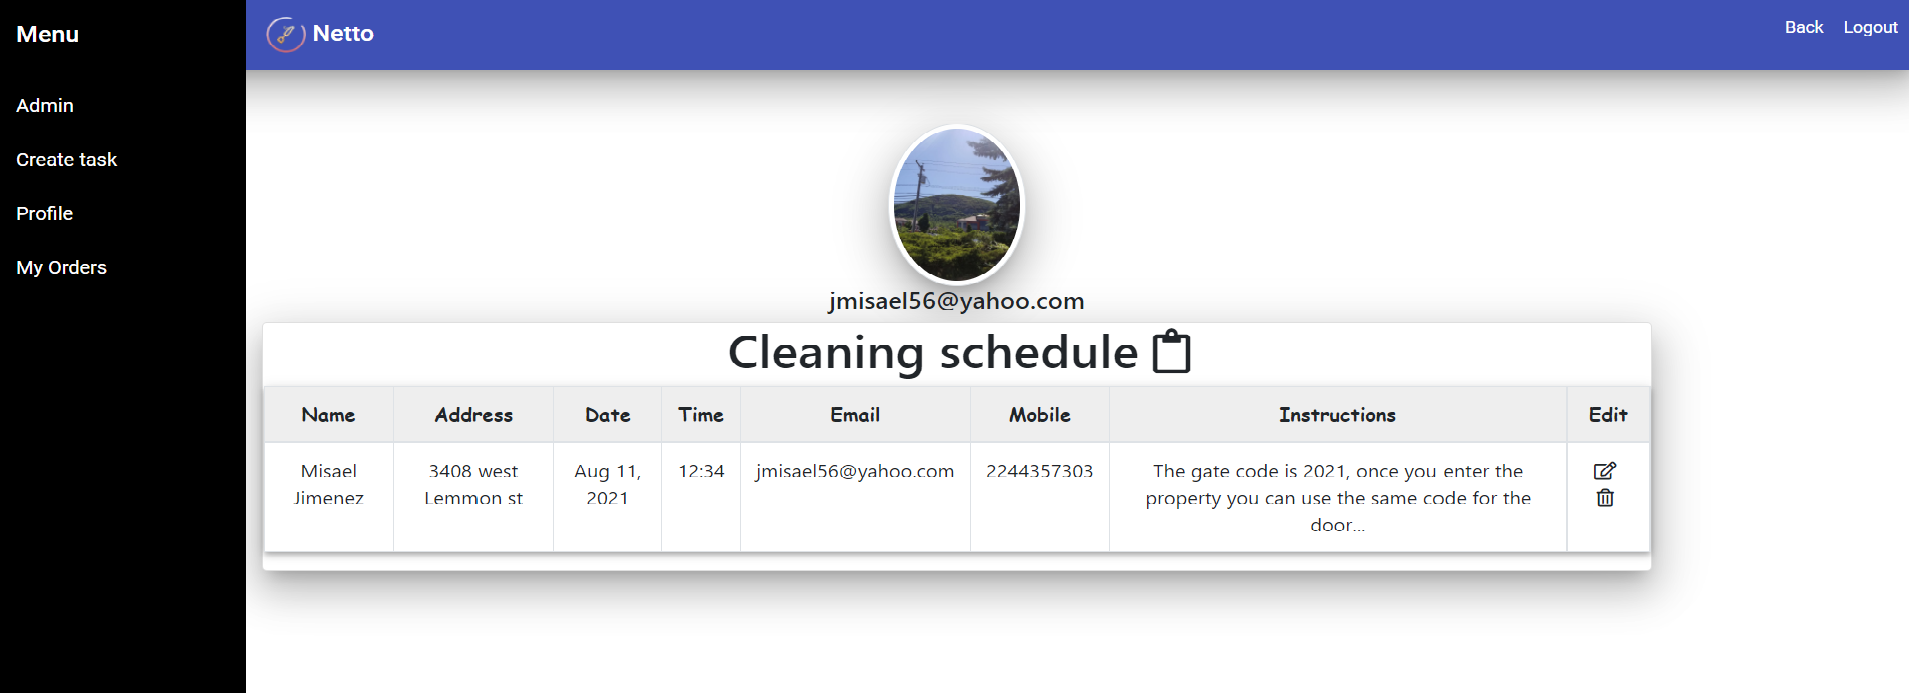 Menu
Admin
Create task
Profile
My Orders
Netto
Back
Logout
jmisael56@yahoo.com
Cleaning schedule
Name
Address
Date
Time
Email
Mobile
Instructions
Edit
Misael
Jimenez
3408 west
Lemmon st
Aug 11,
2021
12:34
jmisael56@yahoo.com
2244357303
The gate code is 2021, once you enter the
property you can use the same code for the
door...